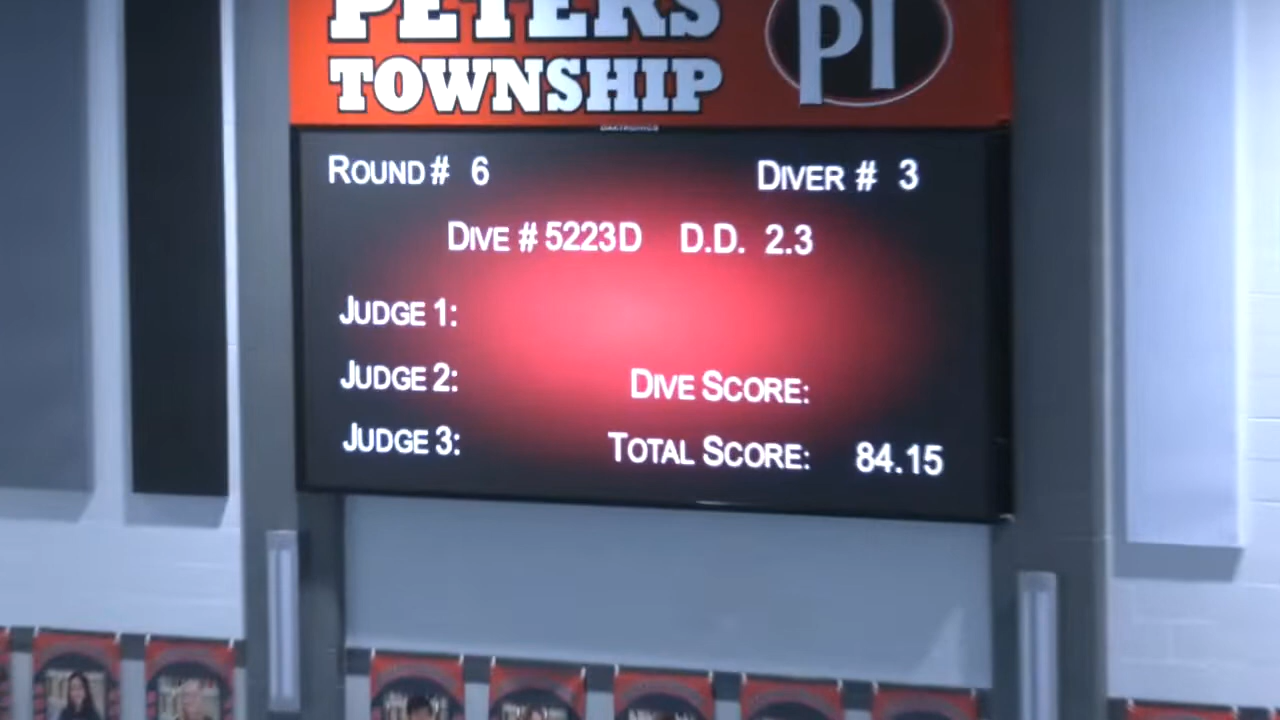 PETERS
TOWNSHIP
PT
DAKTRONICS
ROUND # 6
DIVER # 3
DIVE # 5223D D.D. 2.3
JUDGE 1:
JUDGE 2:
DIVE SCORE:
JUDGE 3:
TOTAL SCORE: 84.15